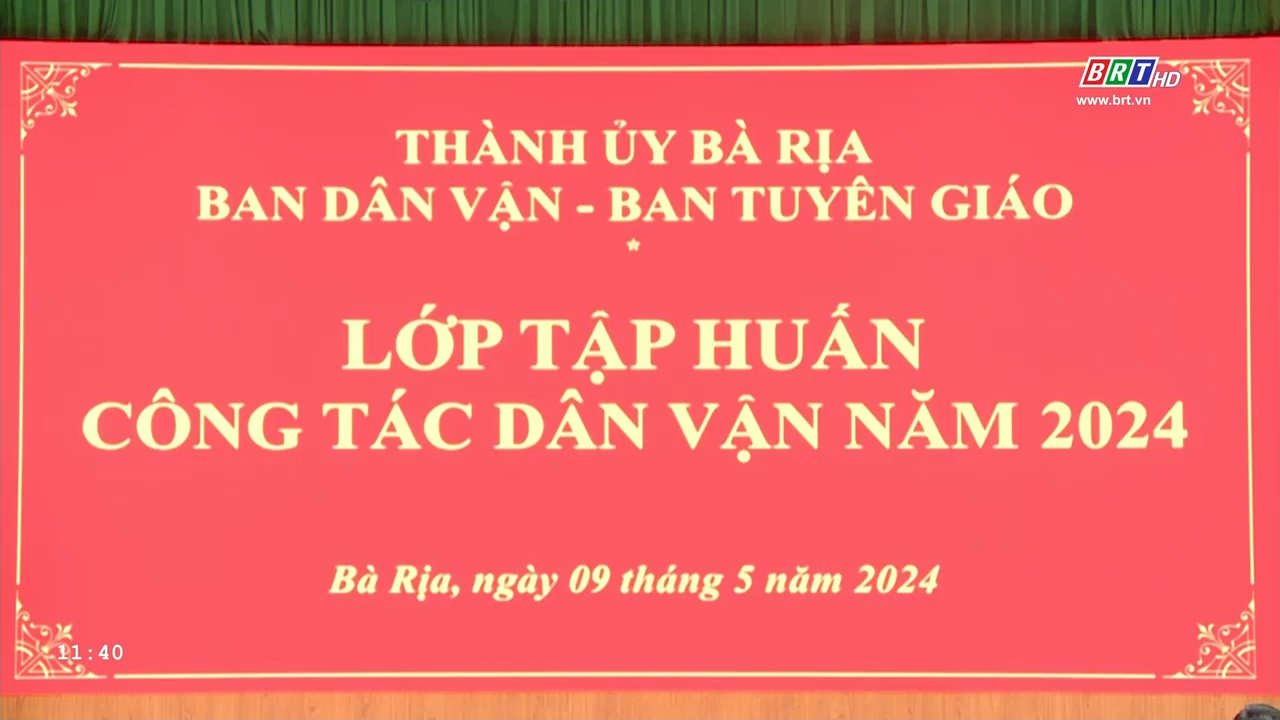 BRT HD
www.brt.vn
THÀNH ỦY BÀ RỊA
BAN DÂN VẬN - BAN TUYÊN GIÁO
*
LỚP TẬP HUẤN
CÔNG TÁC DÂN VẬN NĂM 2024
Bà Rịa, ngày 09 tháng 5 năm 2024
11:40